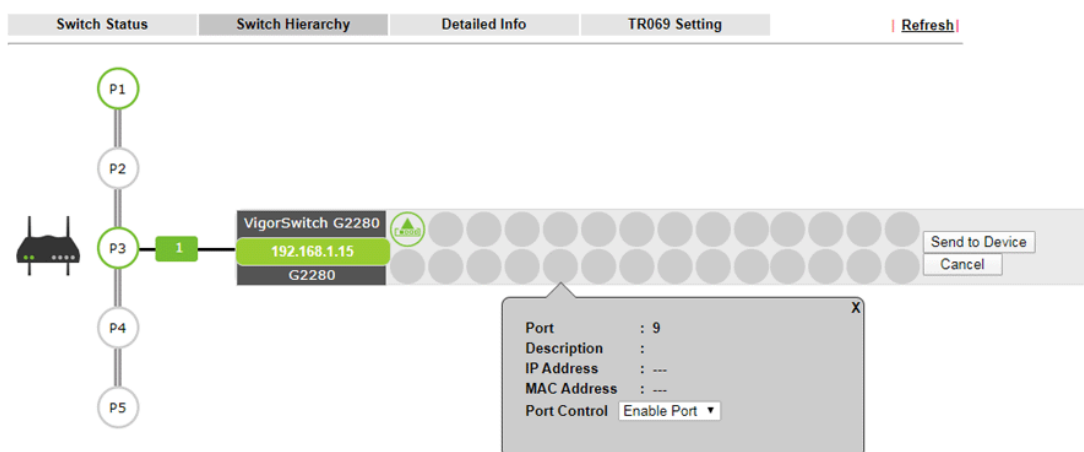 Switch Status Switch Hierarchy Detailed Info TR069 Setting | Refresh |
P1
P2
P3
1
VigorSwitch G2280
192.168.1.15
G2280
Send to Device
Cancel
X
Port : 9
Description :
IP Address : ---
MAC Address : ---
Port Control Enable Port ▼
P4
P5